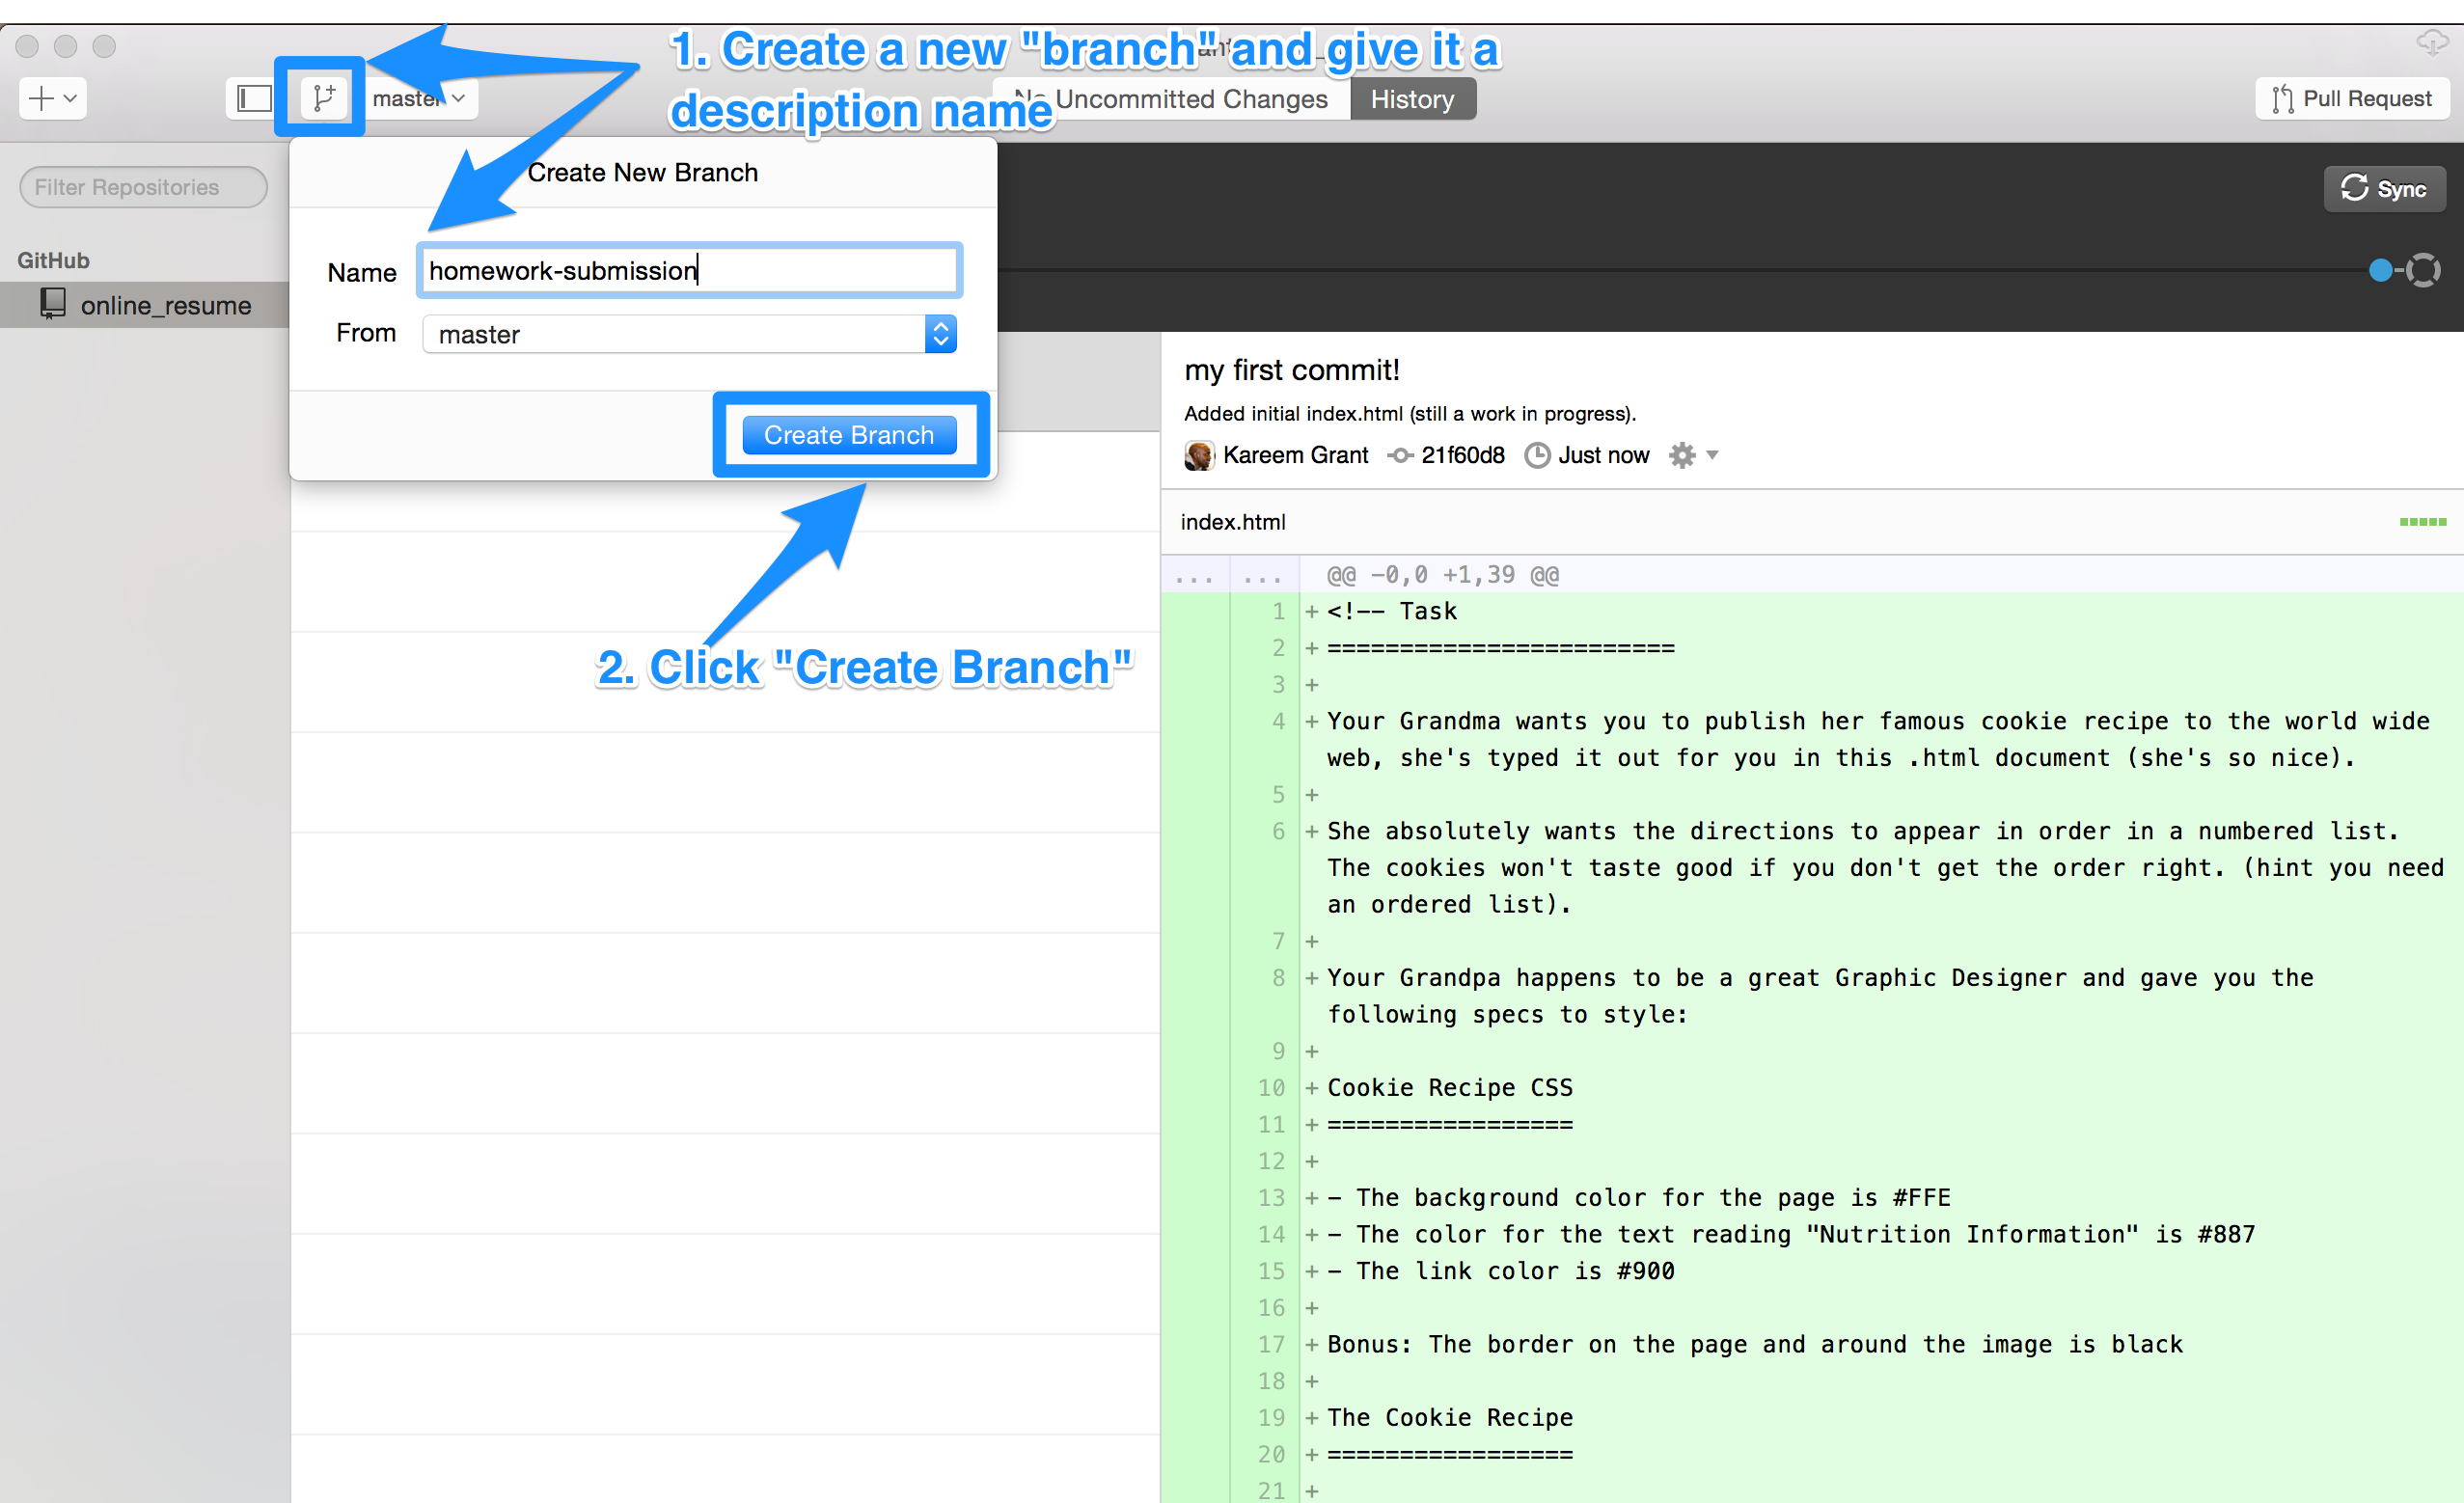 1. Create a new "branch" and give it a
description name
master
No Uncommitted Changes
History
Pull Request
Filter Repositories
Create New Branch
Sync
GitHub
Name
homework-submission
online_resume
From
master
Create Branch
2. Click "Create Branch"
my first commit!
Added initial index.html (still a work in progress).
Kareem Grant 21f60d8 Just now
index.html
... ... @@ -0,0 +1,39 @@
1 + <!-- Task
2 + ========================
3 +
4 + Your Grandma wants you to publish her famous cookie recipe to the world wide
web, she's typed it out for you in this .html document (she's so nice).
5 +
6 + She absolutely wants the directions to appear in order in a numbered list.
The cookies won't taste good if you don't get the order right. (hint you need
an ordered list).
7 +
8 + Your Grandpa happens to be a great Graphic Designer and gave you the
following specs to style:
9 +
10 + Cookie Recipe CSS
11 + =================
12 +
13 + - The background color for the page is #FFE
14 + - The color for the text reading "Nutrition Information" is #887
15 + - The link color is #900
16 +
17 + Bonus: The border on the page and around the image is black
18 +
19 + The Cookie Recipe
20 + =================
21 +